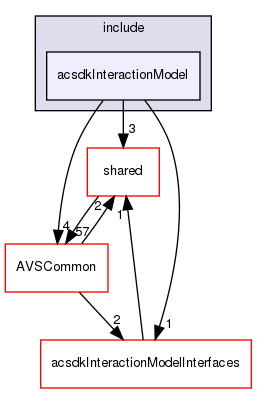 include
acsdkInteractionModel
3
shared
2
1
4
57
AVSCommon
2
1
acsdkInteractionModelInterfaces